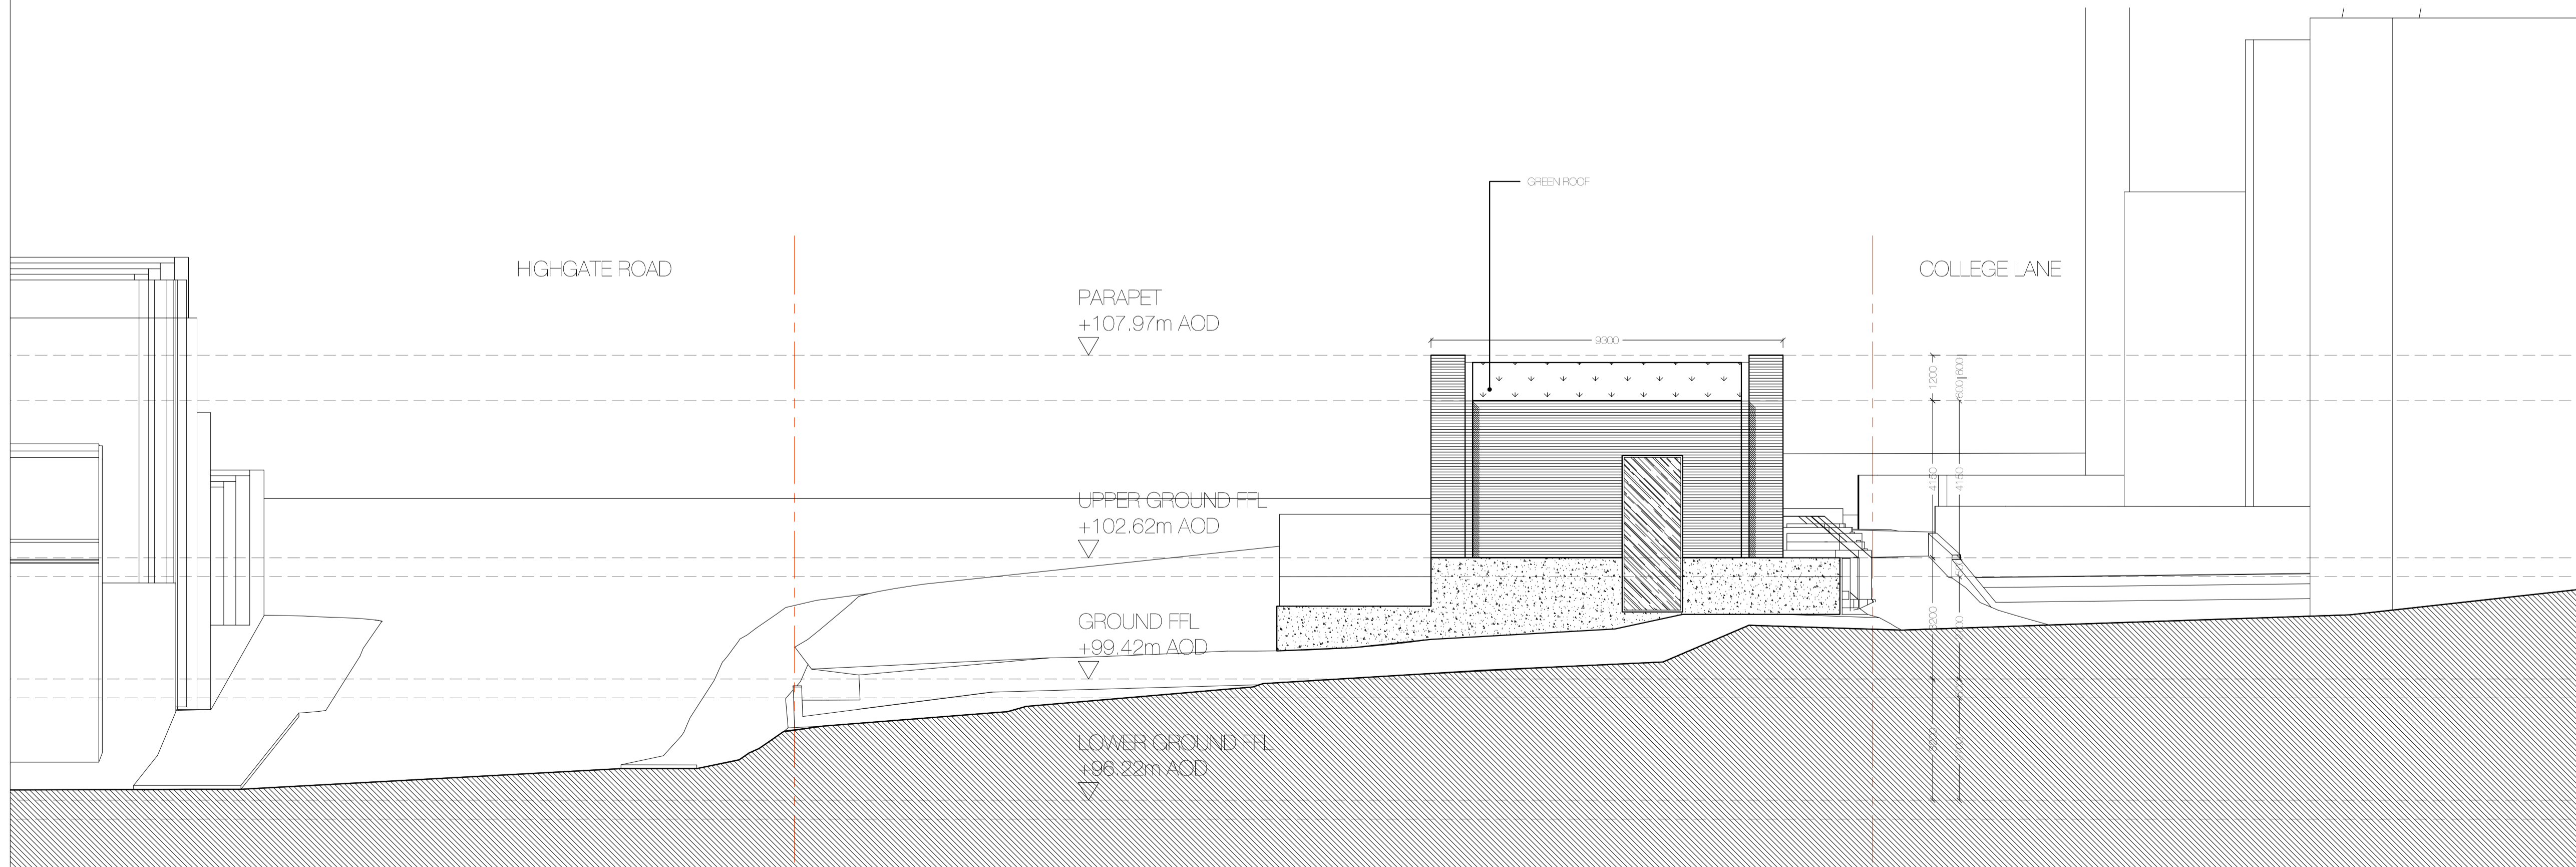 GREEN ROOF
HIGHGATE ROAD
COLLEGE LANE
PARAPET
+107.97m AOD
9300
1200
600
600
4150
4150
UPPER GROUND FFL
+102.62m AOD
GROUND FFL
+99.42m AOD
3200
LOWER GROUND FFL
+96.22m AOD